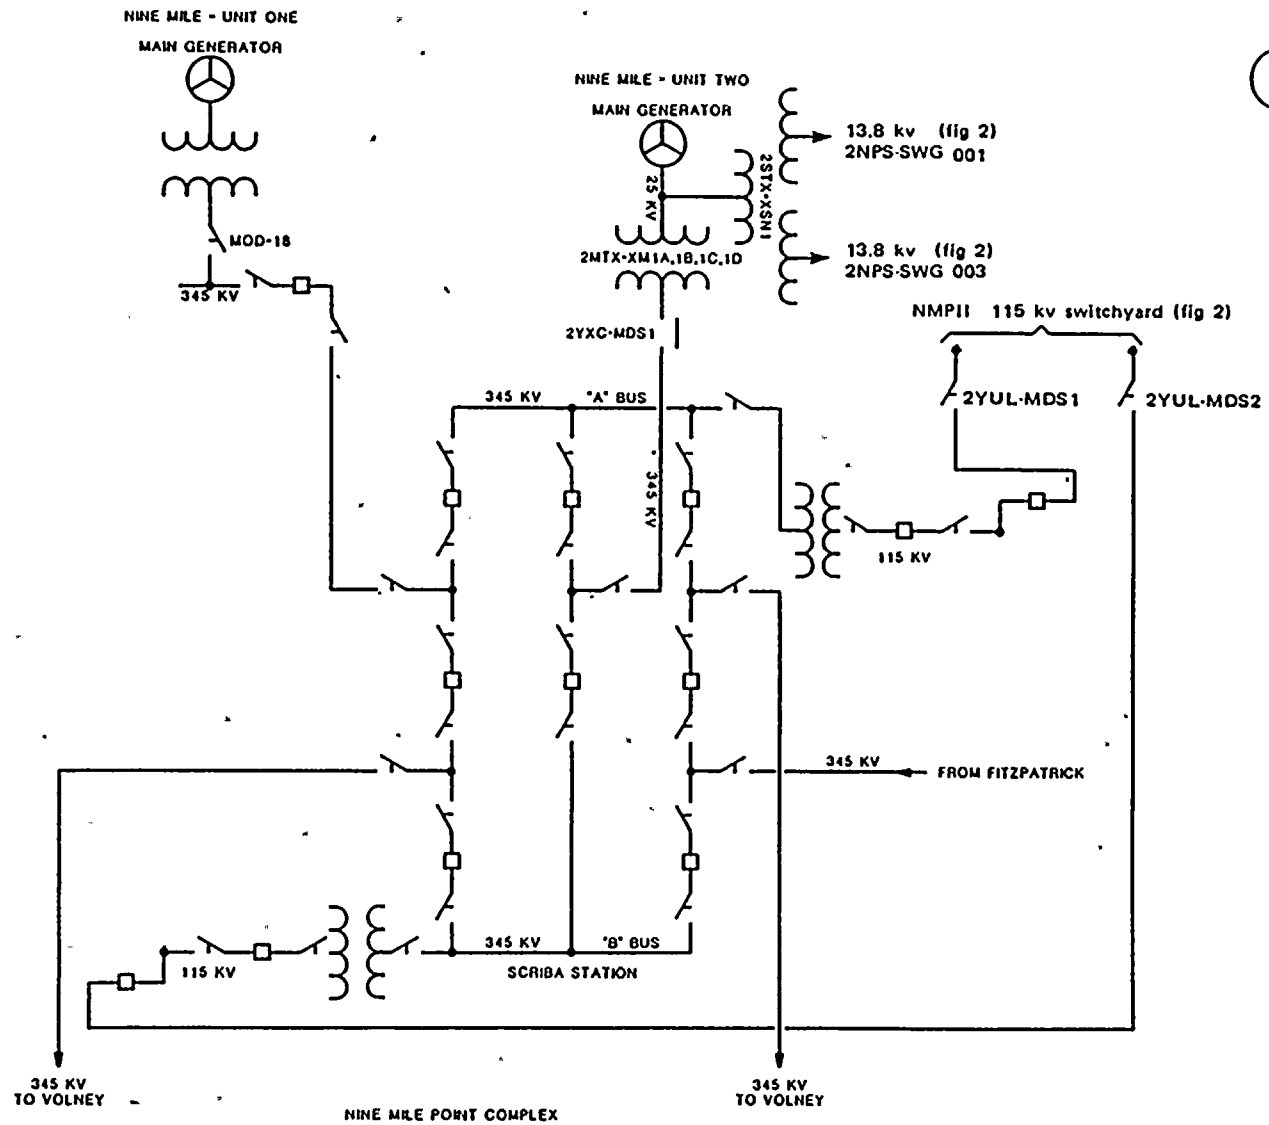 NINE MILE - UNIT ONE
MAIN GENERATOR
NINE MILE - UNIT TWO
MAIN GENERATOR
13.8 kv (fig 2)
2NPS-SWG 001
25 KV
2STX-XSN1
MOD-18
2MTX-XM1A,1B,1C,1D
13.8 kv (fig 2)
2NPS-SWG 003
345 KV
NMPII 115 kv switchyard (fig 2)
2YXC-MDS1
345 KV
"A" BUS
2YUL-MDS1
2YUL-MDS2
345 KV
115 KV
345 KV
FROM FITZPATRICK
345 KV
"B" BUS
115 KV
SCRIBA STATION
345 KV
TO VOLNEY
345 KV
TO VOLNEY
NINE MILE POINT COMPLEX